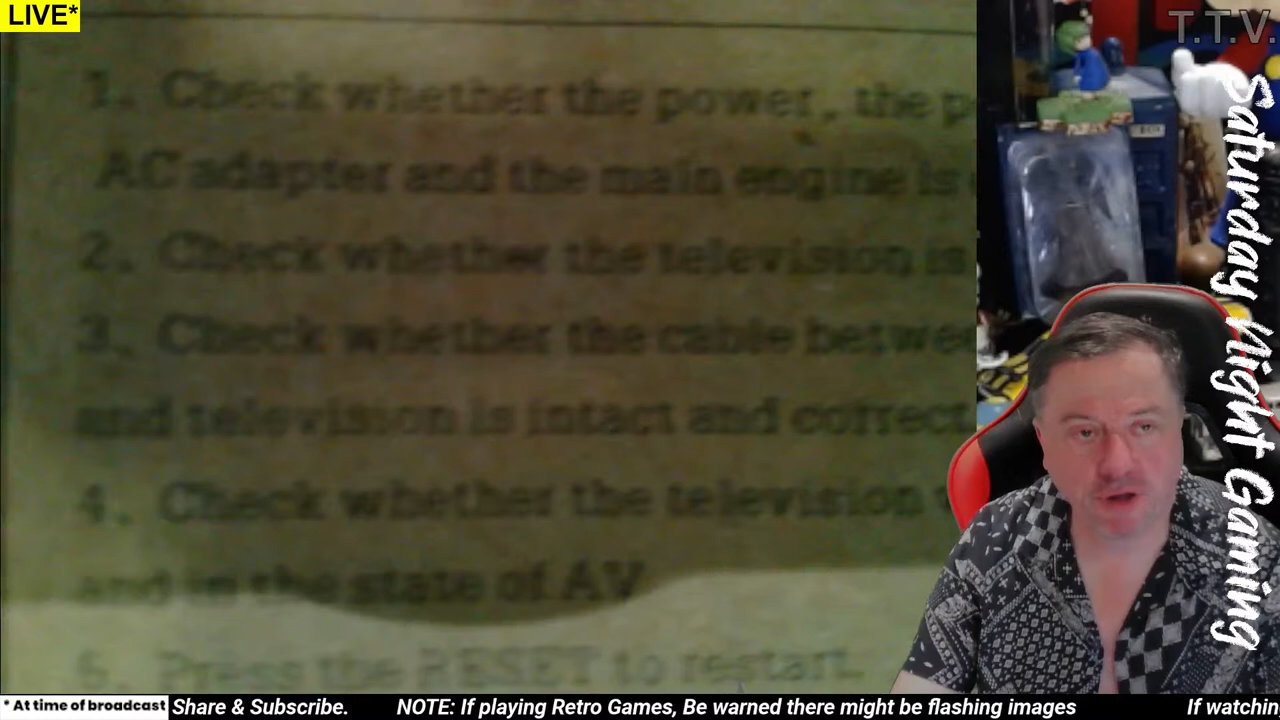 LIVE*
T.T.V.
1. Check whether the power, the
AC adapter and the main engine is
2. Check whether the television is
3. Check whether the cable
and television is intact and
4. Check whether the television
and in the state of AV
5. Press the RESET to restart.
Saturday Night Gaming
* At time of broadcast Share & Subscribe. NOTE: If playing Retro Games, Be warned there might be flashing images If